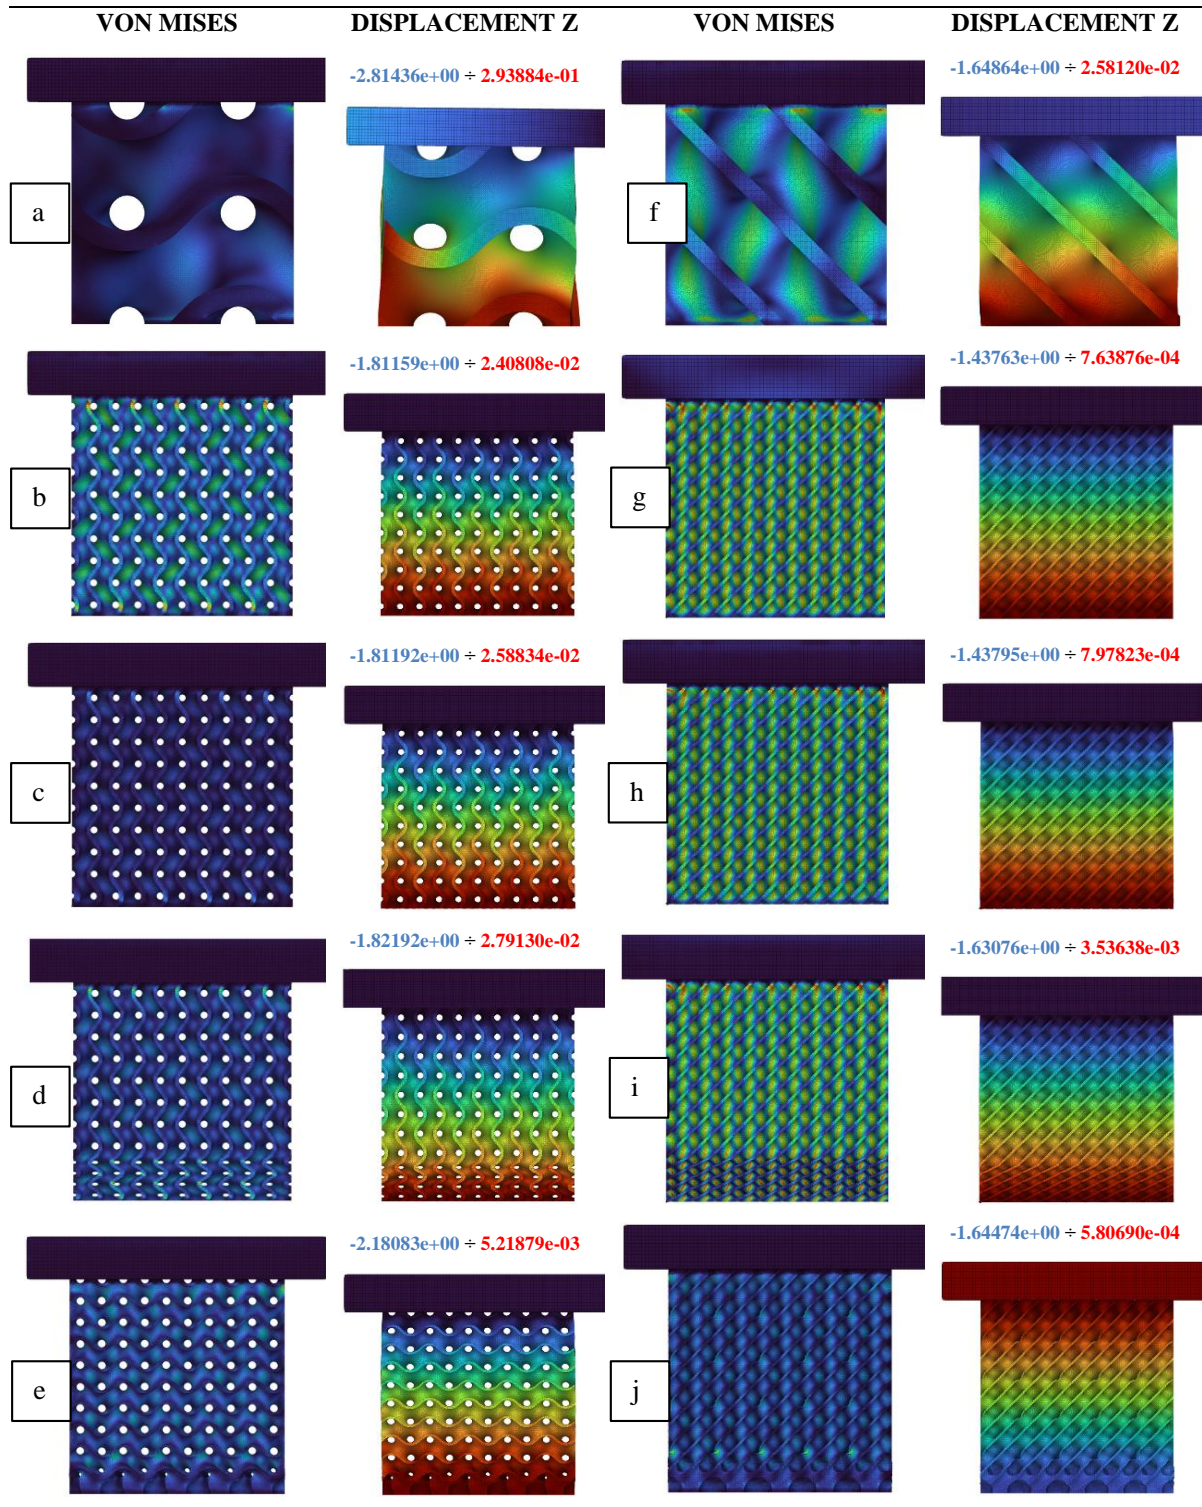 VON MISES DISPLACEMENT Z VON MISES DISPLACEMENT Z
-2.81436e+00 ÷ 2.93884e-01 -1.64864e+00 ÷ 2.58120e-02
a f
-1.81159e+00 ÷ 2.40808e-02 -1.43763e+00 ÷ 7.63876e-04
b g
-1.81192e+00 ÷ 2.58834e-02 -1.43795e+00 ÷ 7.97823e-04
c h
-1.82192e+00 ÷ 2.79130e-02 -1.63076e+00 ÷ 3.53638e-03
d i
-2.18083e+00 ÷ 5.21879e-03 -1.64474e+00 ÷ 5.80690e-04
e j